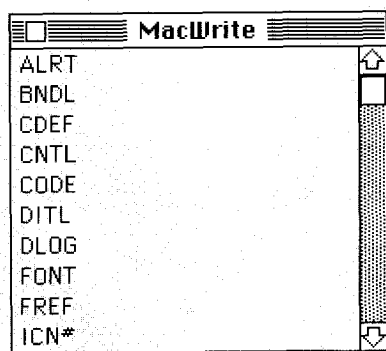 MacWrite
ALRT
BNDL
CDEF
CNTL
CODE
DITL
DLOG
FONT
FREF
ICN#